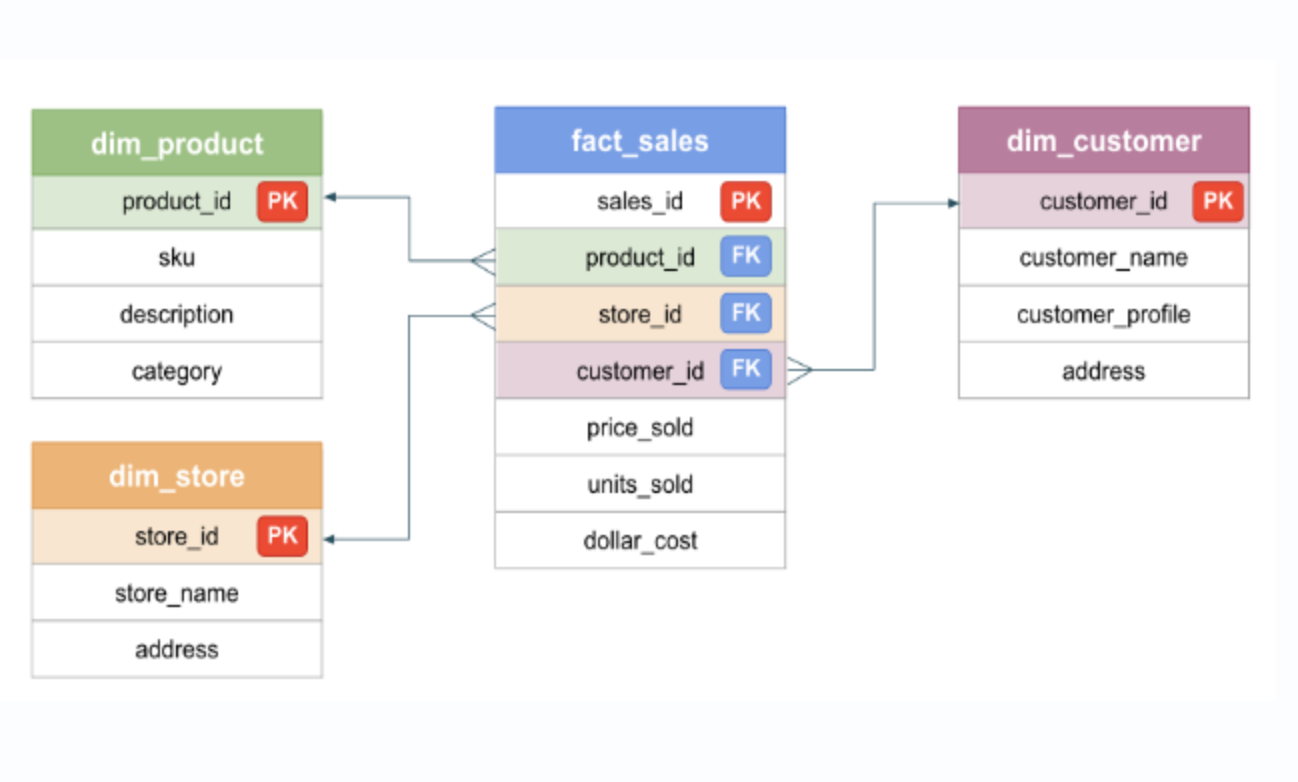 dim_product
product_id PK
sku
description
category
dim_store
store_id PK
store_name
address
fact_sales
sales_id PK
product_id FK
store_id FK
customer_id FK
price_sold
units_sold
dollar_cost
dim_customer
customer_id PK
customer_name
customer_profile
address